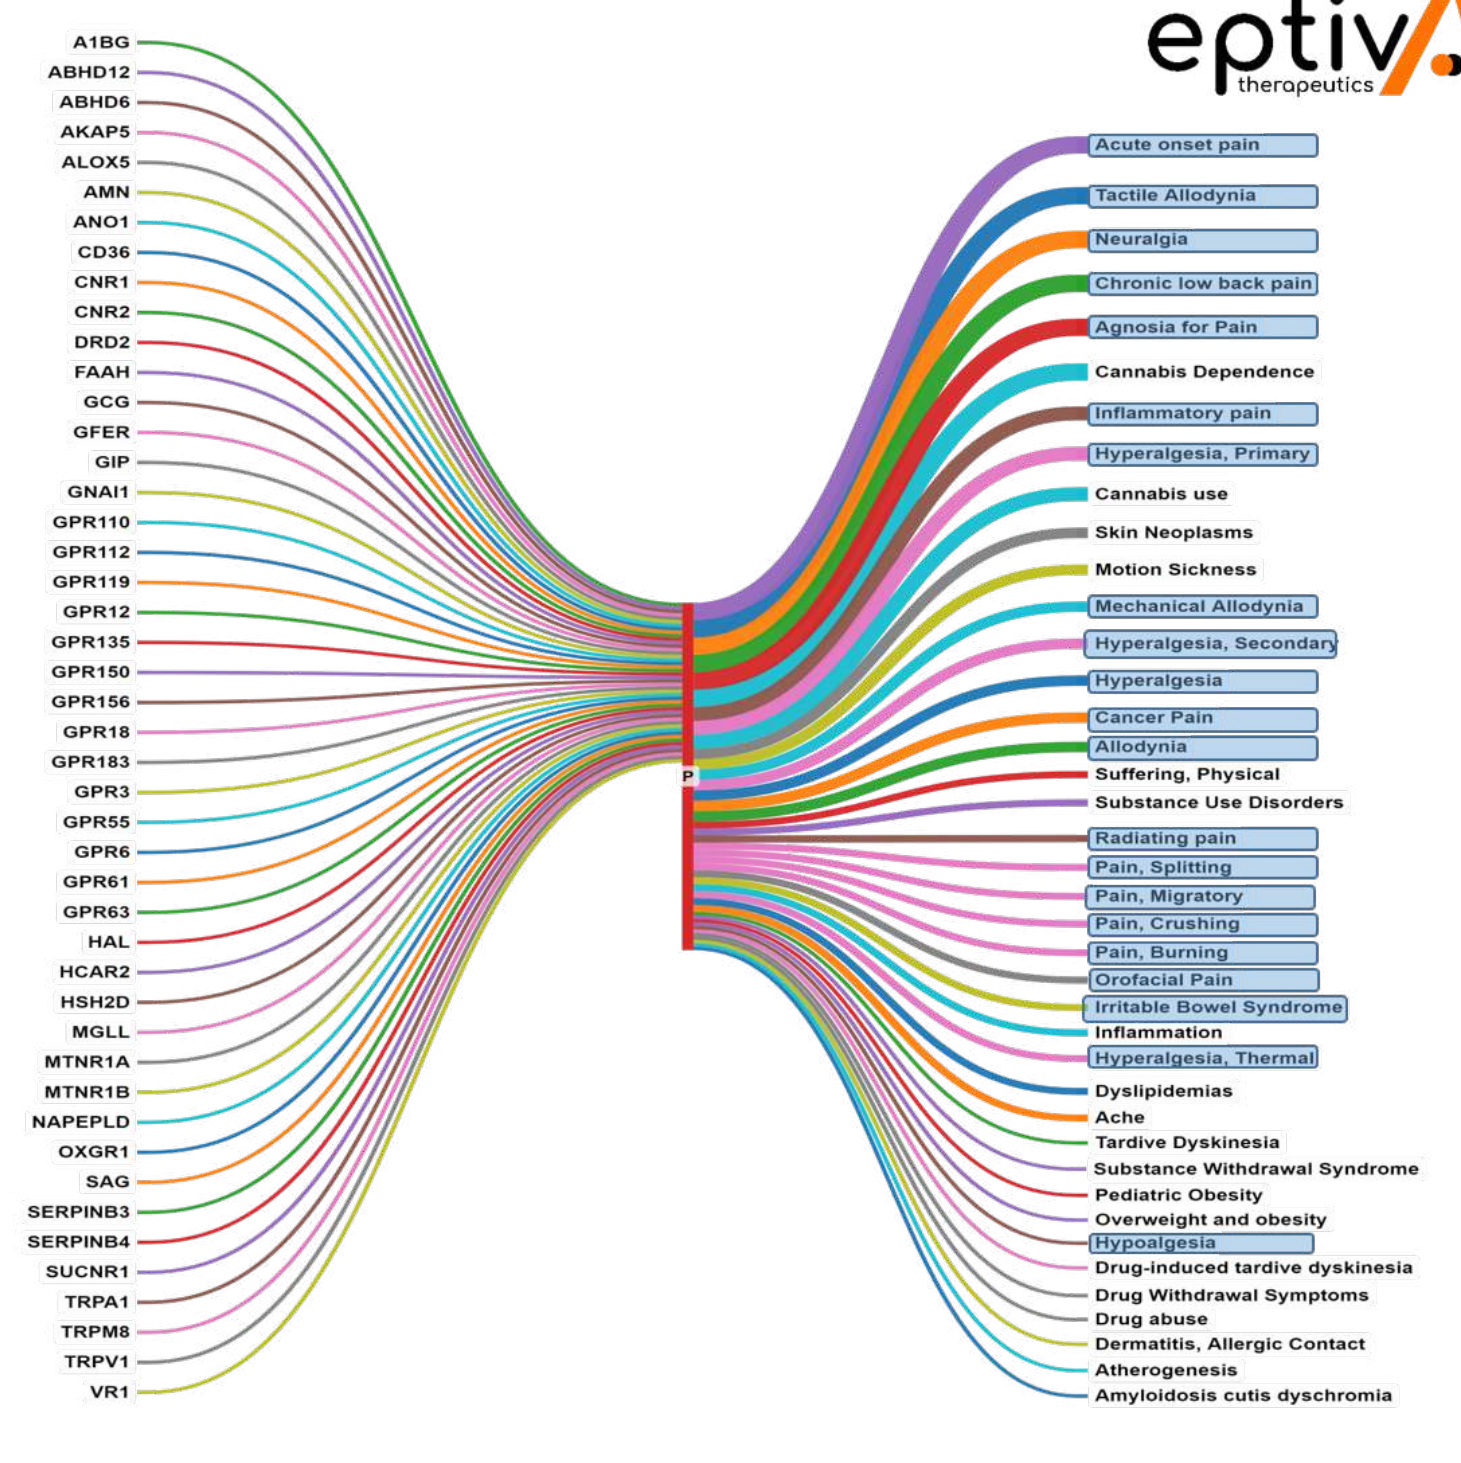 eptiv
therapeutics
A1BG
ABHD12
ABHD6
AKAP5
ALOX5
AMN
ANO1
CD36
CNR1
CNR2
DRD2
FAAH
GCG
GFER
GIP
GNAI1
GPR110
GPR112
GPR119
GPR12
GPR135
GPR150
GPR156
GPR18
GPR183
GPR3
GPR55
GPR6
GPR61
GPR63
HAL
HCAR2
HSH2D
MGLL
MTNR1A
MTNR1B
NAPEPLD
OXGR1
SAG
SERPINB3
SERPINB4
SUCNR1
TRPA1
TRPM8
TRPV1
VR1
P
Acute onset pain
Tactile Allodynia
Neuralgia
Chronic low back pain
Agnosia for Pain
Cannabis Dependence
Inflammatory pain
Hyperalgesia, Primary
Cannabis use
Skin Neoplasms
Motion Sickness
Mechanical Allodynia
Hyperalgesia, Secondary
Hyperalgesia
Cancer Pain
Allodynia
Suffering, Physical
Substance Use Disorders
Radiating pain
Pain, Splitting
Pain, Migratory
Pain, Crushing
Pain, Burning
Orofacial Pain
Irritable Bowel Syndrome
Inflammation
Hyperalgesia, Thermal
Dyslipidemias
Ache
Tardive Dyskinesia
Substance Withdrawal Syndrome
Pediatric Obesity
Overweight and obesity
Hypoalgesia
Drug-induced tardive dyskinesia
Drug Withdrawal Symptoms
Drug abuse
Dermatitis, Allergic Contact
Atherogenesis
Amyloidosis cutis dyschromia